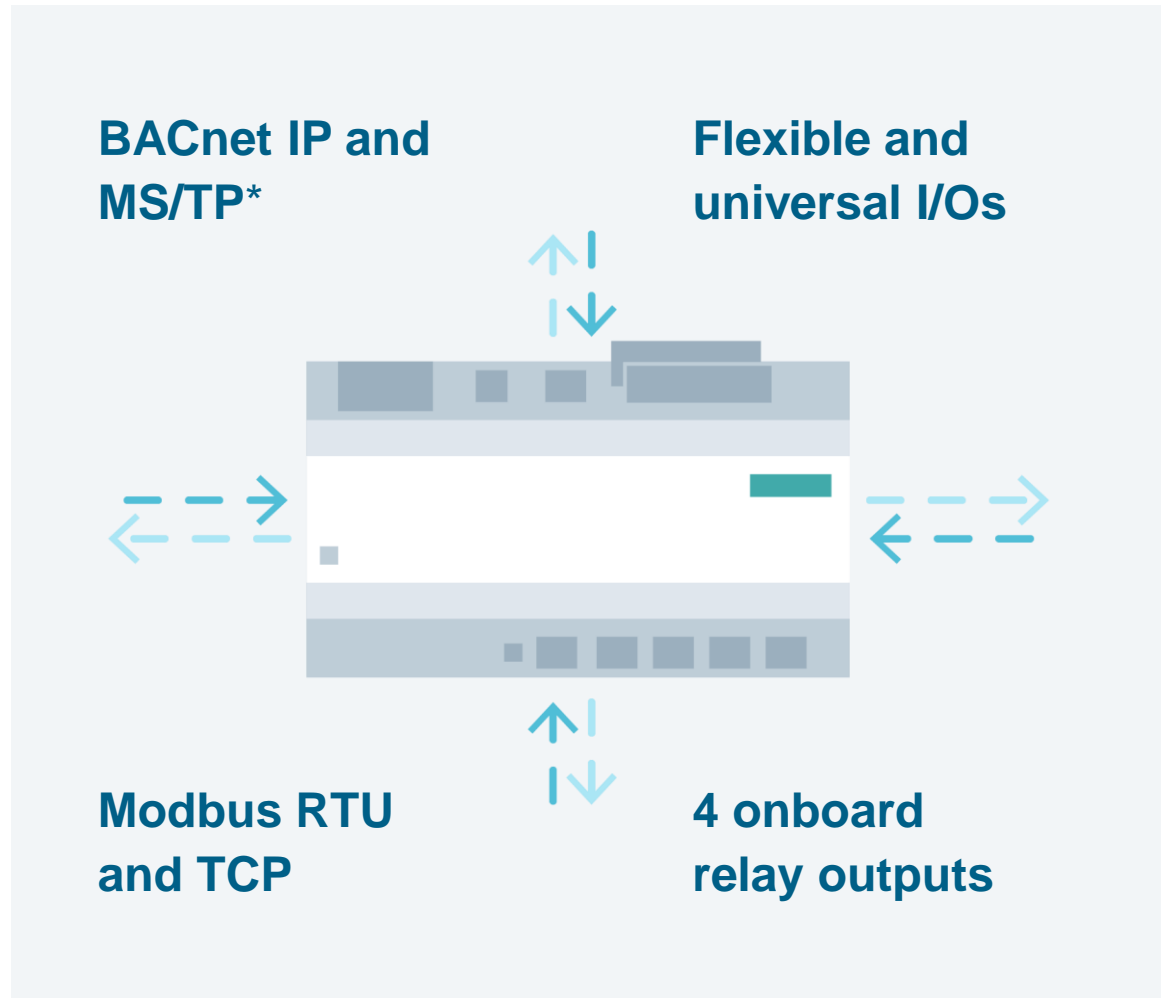 BACnet IP and
MS/TP*
Flexible and
universal I/Os
Modbus RTU
and TCP
4 onboard
relay outputs